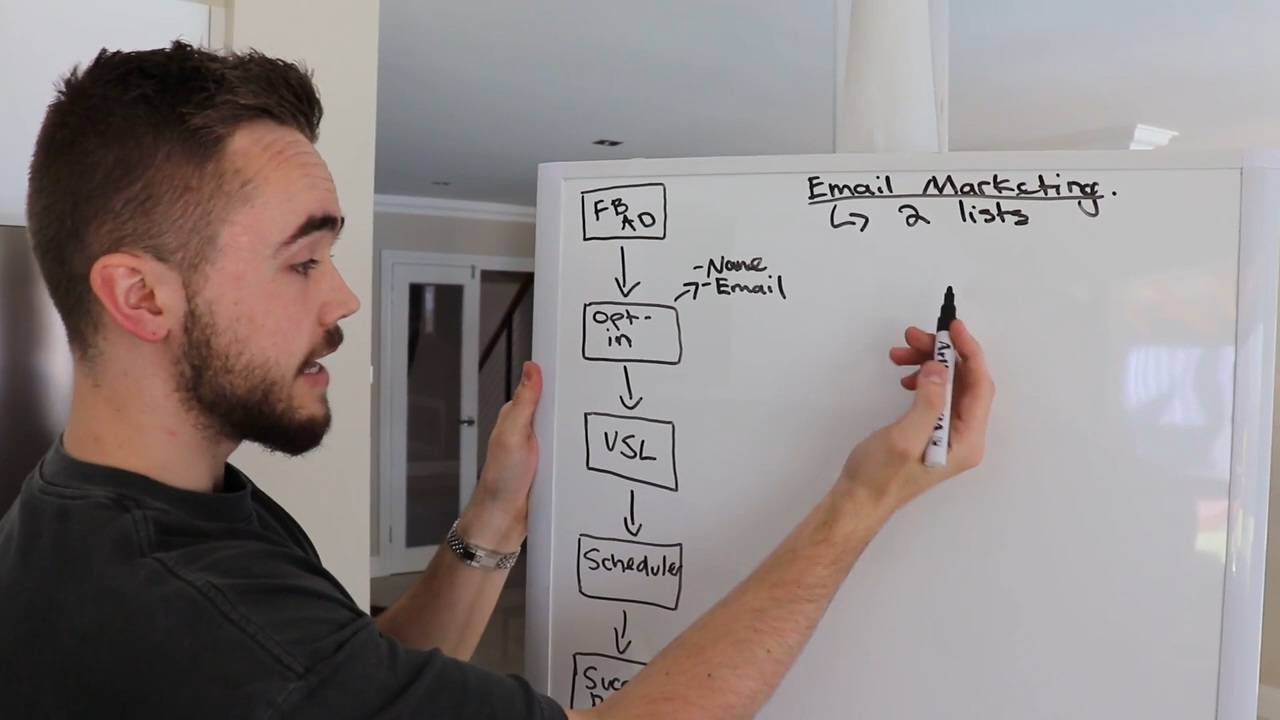 FB
AD
-Name
-Email
opt-
in
VSL
Scheduler
Email Marketing.
↳ 2 lists